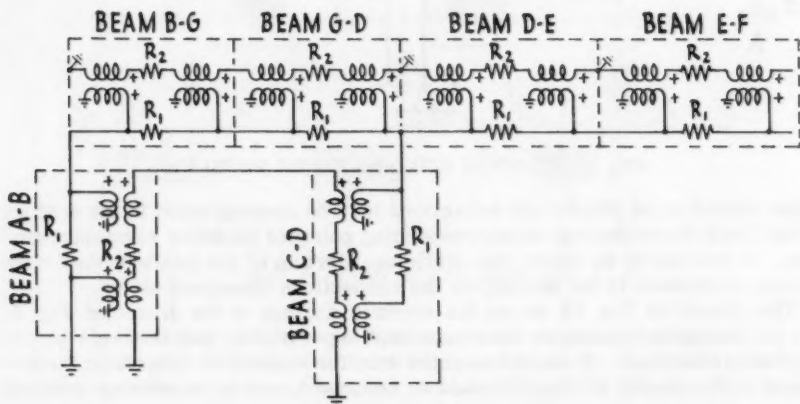 BEAM B-G BEAM G-D BEAM D-E BEAM E-F
R2 R2 R2 R2
+ + + + + + + +
+ + + + + + + +
R1 R1 R1 R1
BEAM A-B
+ +
R1
R2
+ +
BEAM C-D
+ +
R2
R1
+ +